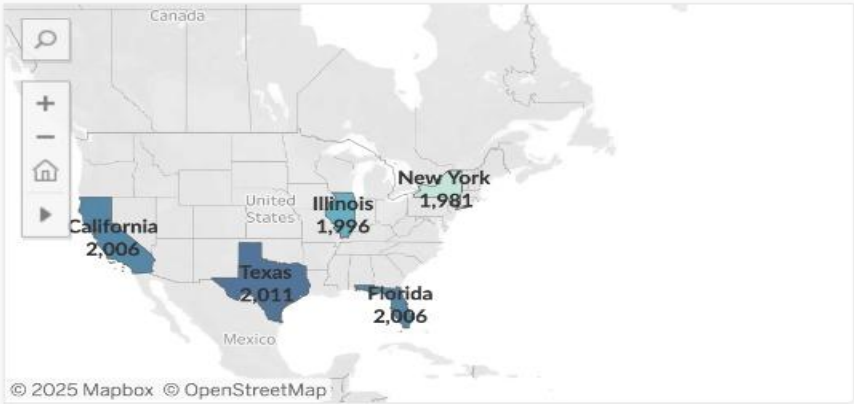 Canada
New York
1,981
United
States
Illinois
1,996
California
2,006
Texas
2,011
Florida
2,006
Mexico
© 2025 Mapbox © OpenStreetMap